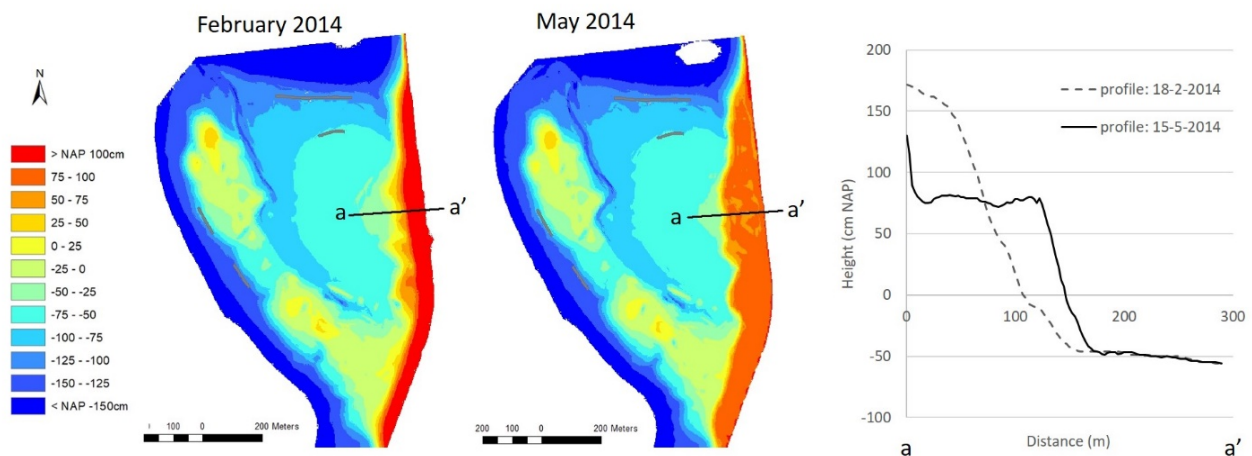 February 2014
May 2014
N
> NAP 100cm
75 - 100
50 - 75
25 - 50
0 - 25
-25 - 0
-50 - -25
-75 - -50
-100 - -75
-125 - -100
-150 - -125
< NAP -150cm
a
a'
100 0 200 Meters
a
a'
200 100 0 200 Meters
200
150
100
50
0
-50
-100
Height (cm NAP)
profile: 18-2-2014
profile: 15-5-2014
0 100 200 300
Distance (m)
a
a'